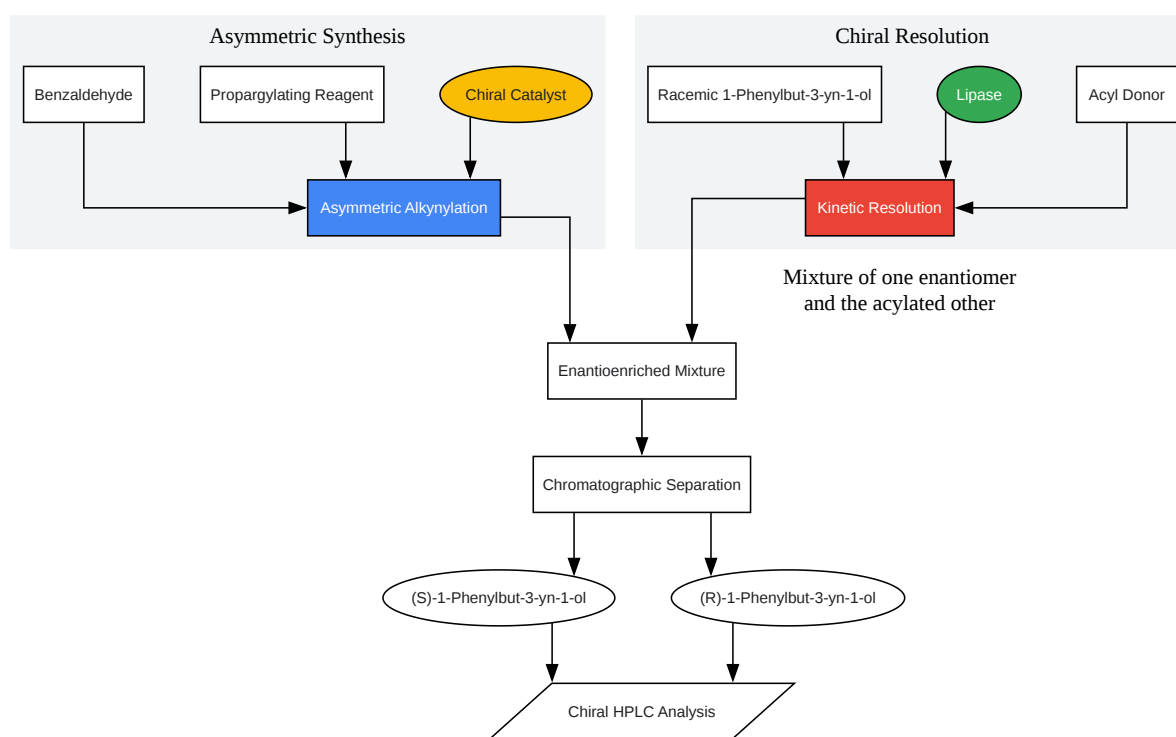 Asymmetric Synthesis
Chiral Resolution
Benzaldehyde
Propargylating Reagent
Chiral Catalyst
Racemic 1-Phenylbut-3-yn-1-ol
Lipase
Acyl Donor
Asymmetric Alkynylation
Kinetic Resolution
Mixture of one enantiomer
and the acylated other
Enantioenriched Mixture
Chromatographic Separation
(S)-1-Phenylbut-3-yn-1-ol
(R)-1-Phenylbut-3-yn-1-ol
Chiral HPLC Analysis